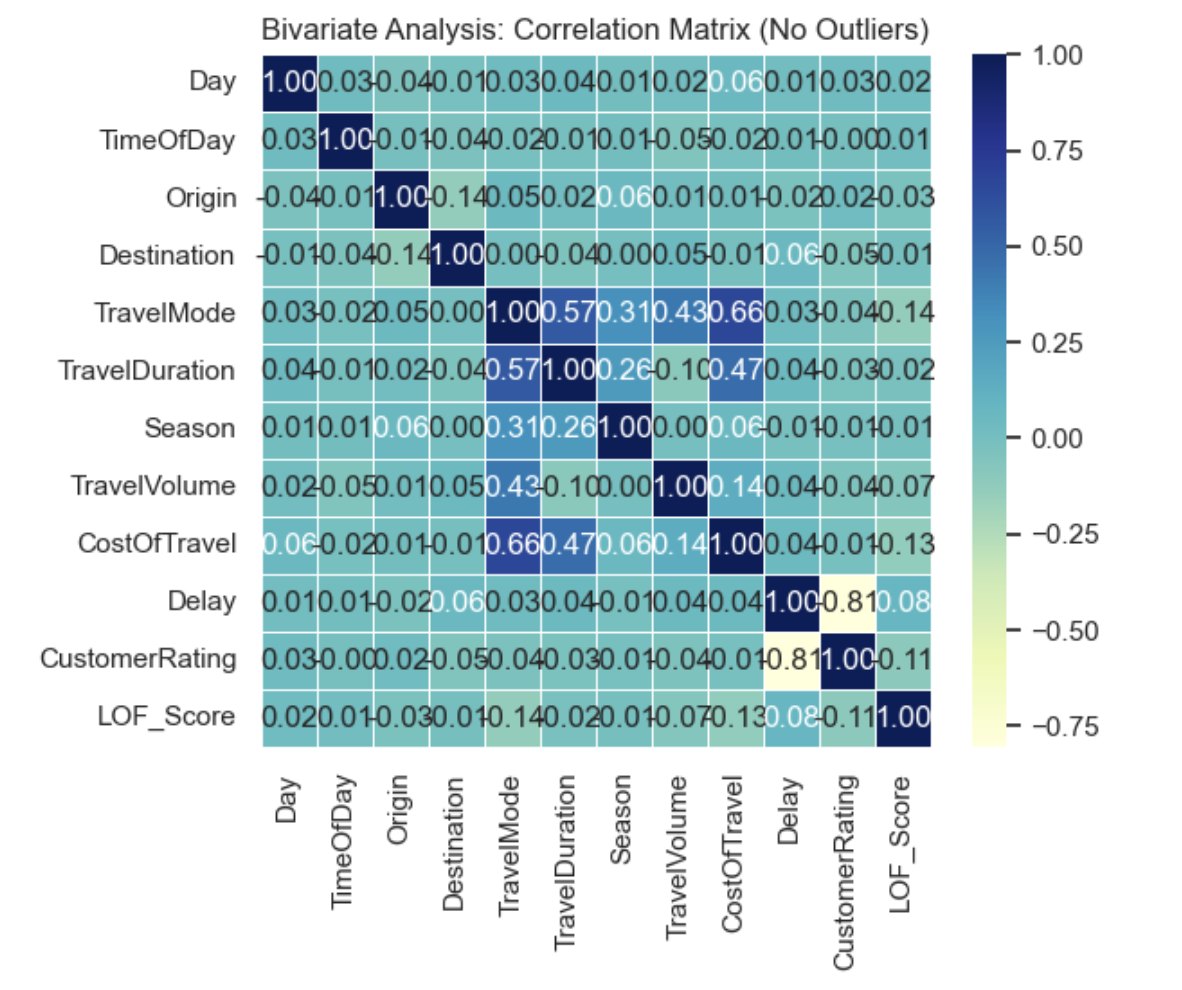 Bivariate Analysis: Correlation Matrix (No Outliers)
Day 1.00 0.03 -0.04 -0.01 0.03 0.04 0.01 0.02 0.06 0.01 0.03 0.02
TimeOfDay 0.03 1.00 -0.01 -0.04 -0.02 -0.01 0.01 -0.05 -0.02 0.01 -0.00 0.01
Origin -0.04 -0.01 1.00 -0.14 0.05 0.02 0.06 0.01 0.01 -0.02 0.02 -0.03
Destination -0.01 -0.04 -0.14 1.00 0.00 -0.04 0.00 0.05 -0.01 0.06 -0.05 -0.01
TravelMode 0.03 -0.02 0.05 0.00 1.00 0.57 0.31 0.43 0.66 0.03 -0.04 -0.14
TravelDuration 0.04 -0.01 0.02 -0.04 0.57 1.00 0.26 -0.10 0.47 0.04 -0.03 -0.02
Season 0.01 0.01 0.06 0.00 0.31 0.26 1.00 0.00 0.06 -0.01 -0.01 -0.01
TravelVolume 0.02 -0.05 0.01 0.05 0.43 -0.10 0.00 1.00 0.14 0.04 -0.04 -0.07
CostOfTravel 0.06 -0.02 0.01 -0.01 0.66 0.47 0.06 0.14 1.00 0.04 -0.01 -0.13
Delay 0.01 0.01 -0.02 0.06 0.03 0.04 -0.01 0.04 0.04 1.00 -0.81 0.08
CustomerRating 0.03 -0.00 0.02 -0.05 -0.04 -0.03 -0.01 -0.04 -0.01 -0.81 1.00 -0.11
LOF_Score 0.02 0.01 -0.03 -0.01 -0.14 -0.02 -0.01 -0.07 -0.13 0.08 -0.11 1.00
Day
TimeOfDay
Origin
Destination
TravelMode
TravelDuration
Season
TravelVolume
CostOfTravel
Delay
CustomerRating
LOF_Score
1.00
0.75
0.50
0.25
0.00
−0.25
−0.50
−0.75